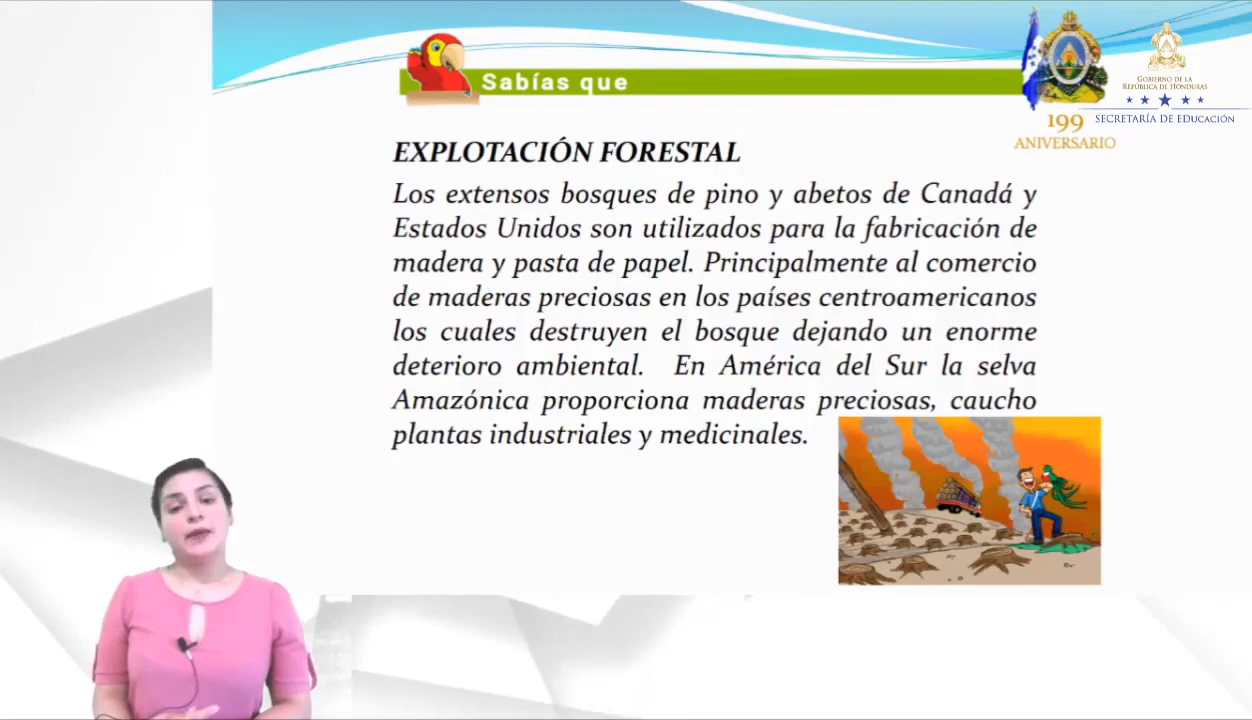 Sabías que
GOBIERNO DE LA
REPÚBLICA DE HONDURAS
SECRETARÍA DE EDUCACIÓN
199
ANIVERSARIO
EXPLOTACIÓN FORESTAL
Los extensos bosques de pino y abetos de Canadá y
Estados Unidos son utilizados para la fabricación de
madera y pasta de papel. Principalmente al comercio
de maderas preciosas en los países centroamericanos
los cuales destruyen el bosque dejando un enorme
deterioro ambiental. En América del Sur la selva
Amazónica proporciona maderas preciosas, caucho
plantas industriales y medicinales.